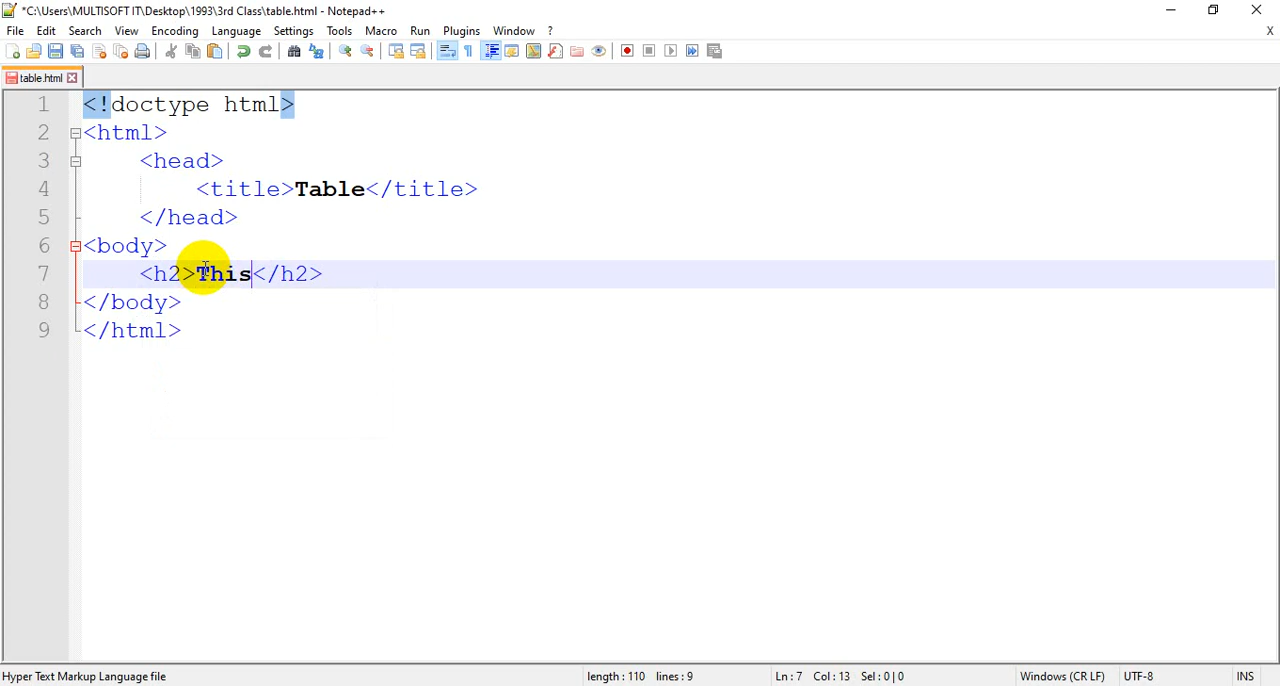 *C:\Users\MULTISOFT IT\Desktop\1993\3rd Class\table.html - Notepad++
File Edit Search View Encoding Language Settings Tools Macro Run Plugins Window ? X
table.html
1 <!doctype html>
2 <html>
3 <head>
4 <title>Table</title>
5 </head>
6 <body>
7 <h2>This</h2>
8 </body>
9 </html>
Hyper Text Markup Language file length : 110 lines : 9 Ln : 7 Col : 13 Sel : 0 | 0 Windows (CR LF) UTF-8 INS